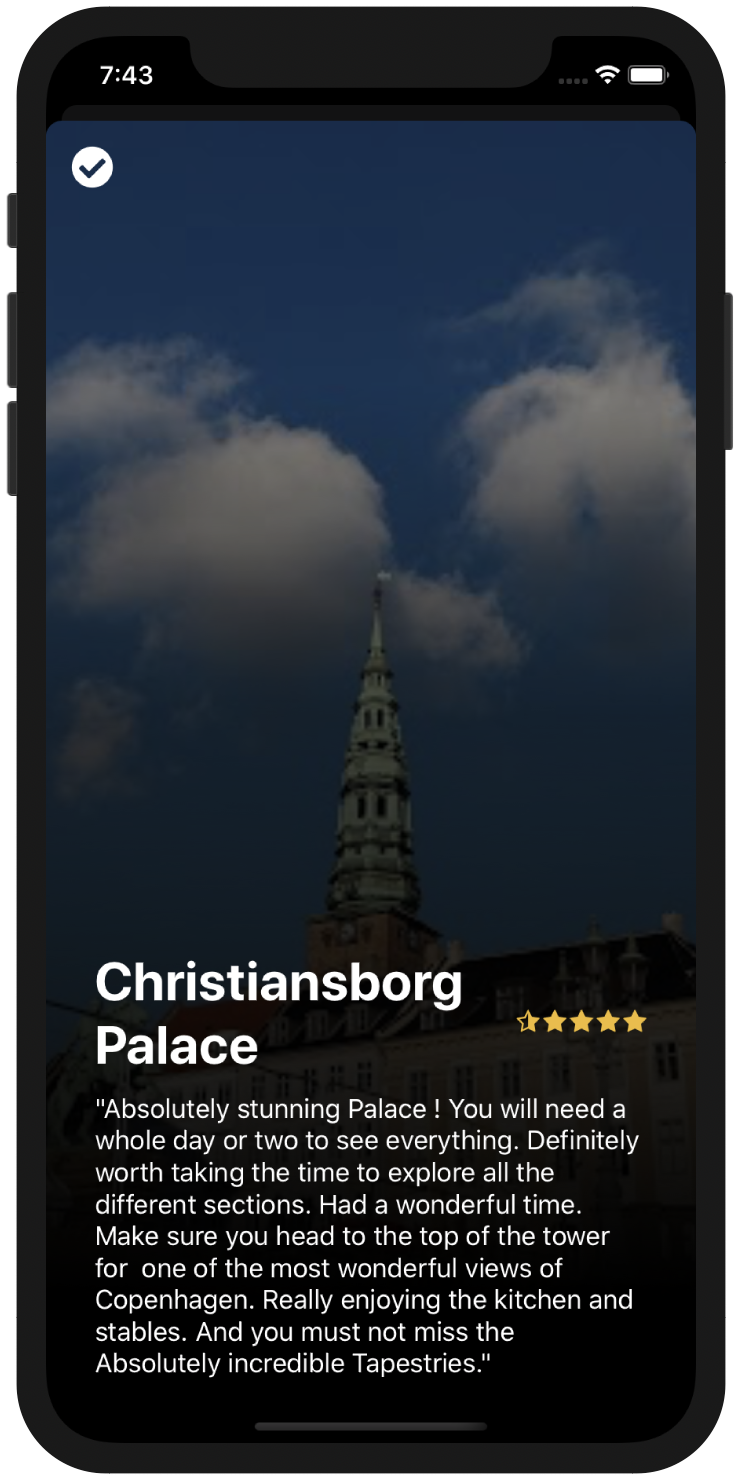 7:43
Christiansborg
Palace
"Absolutely stunning Palace ! You will need a
whole day or two to see everything. Definitely
worth taking the time to explore all the
different sections. Had a wonderful time.
Make sure you head to the top of the tower
for  one of the most wonderful views of
Copenhagen. Really enjoying the kitchen and
stables. And you must not miss the
Absolutely incredible Tapestries."